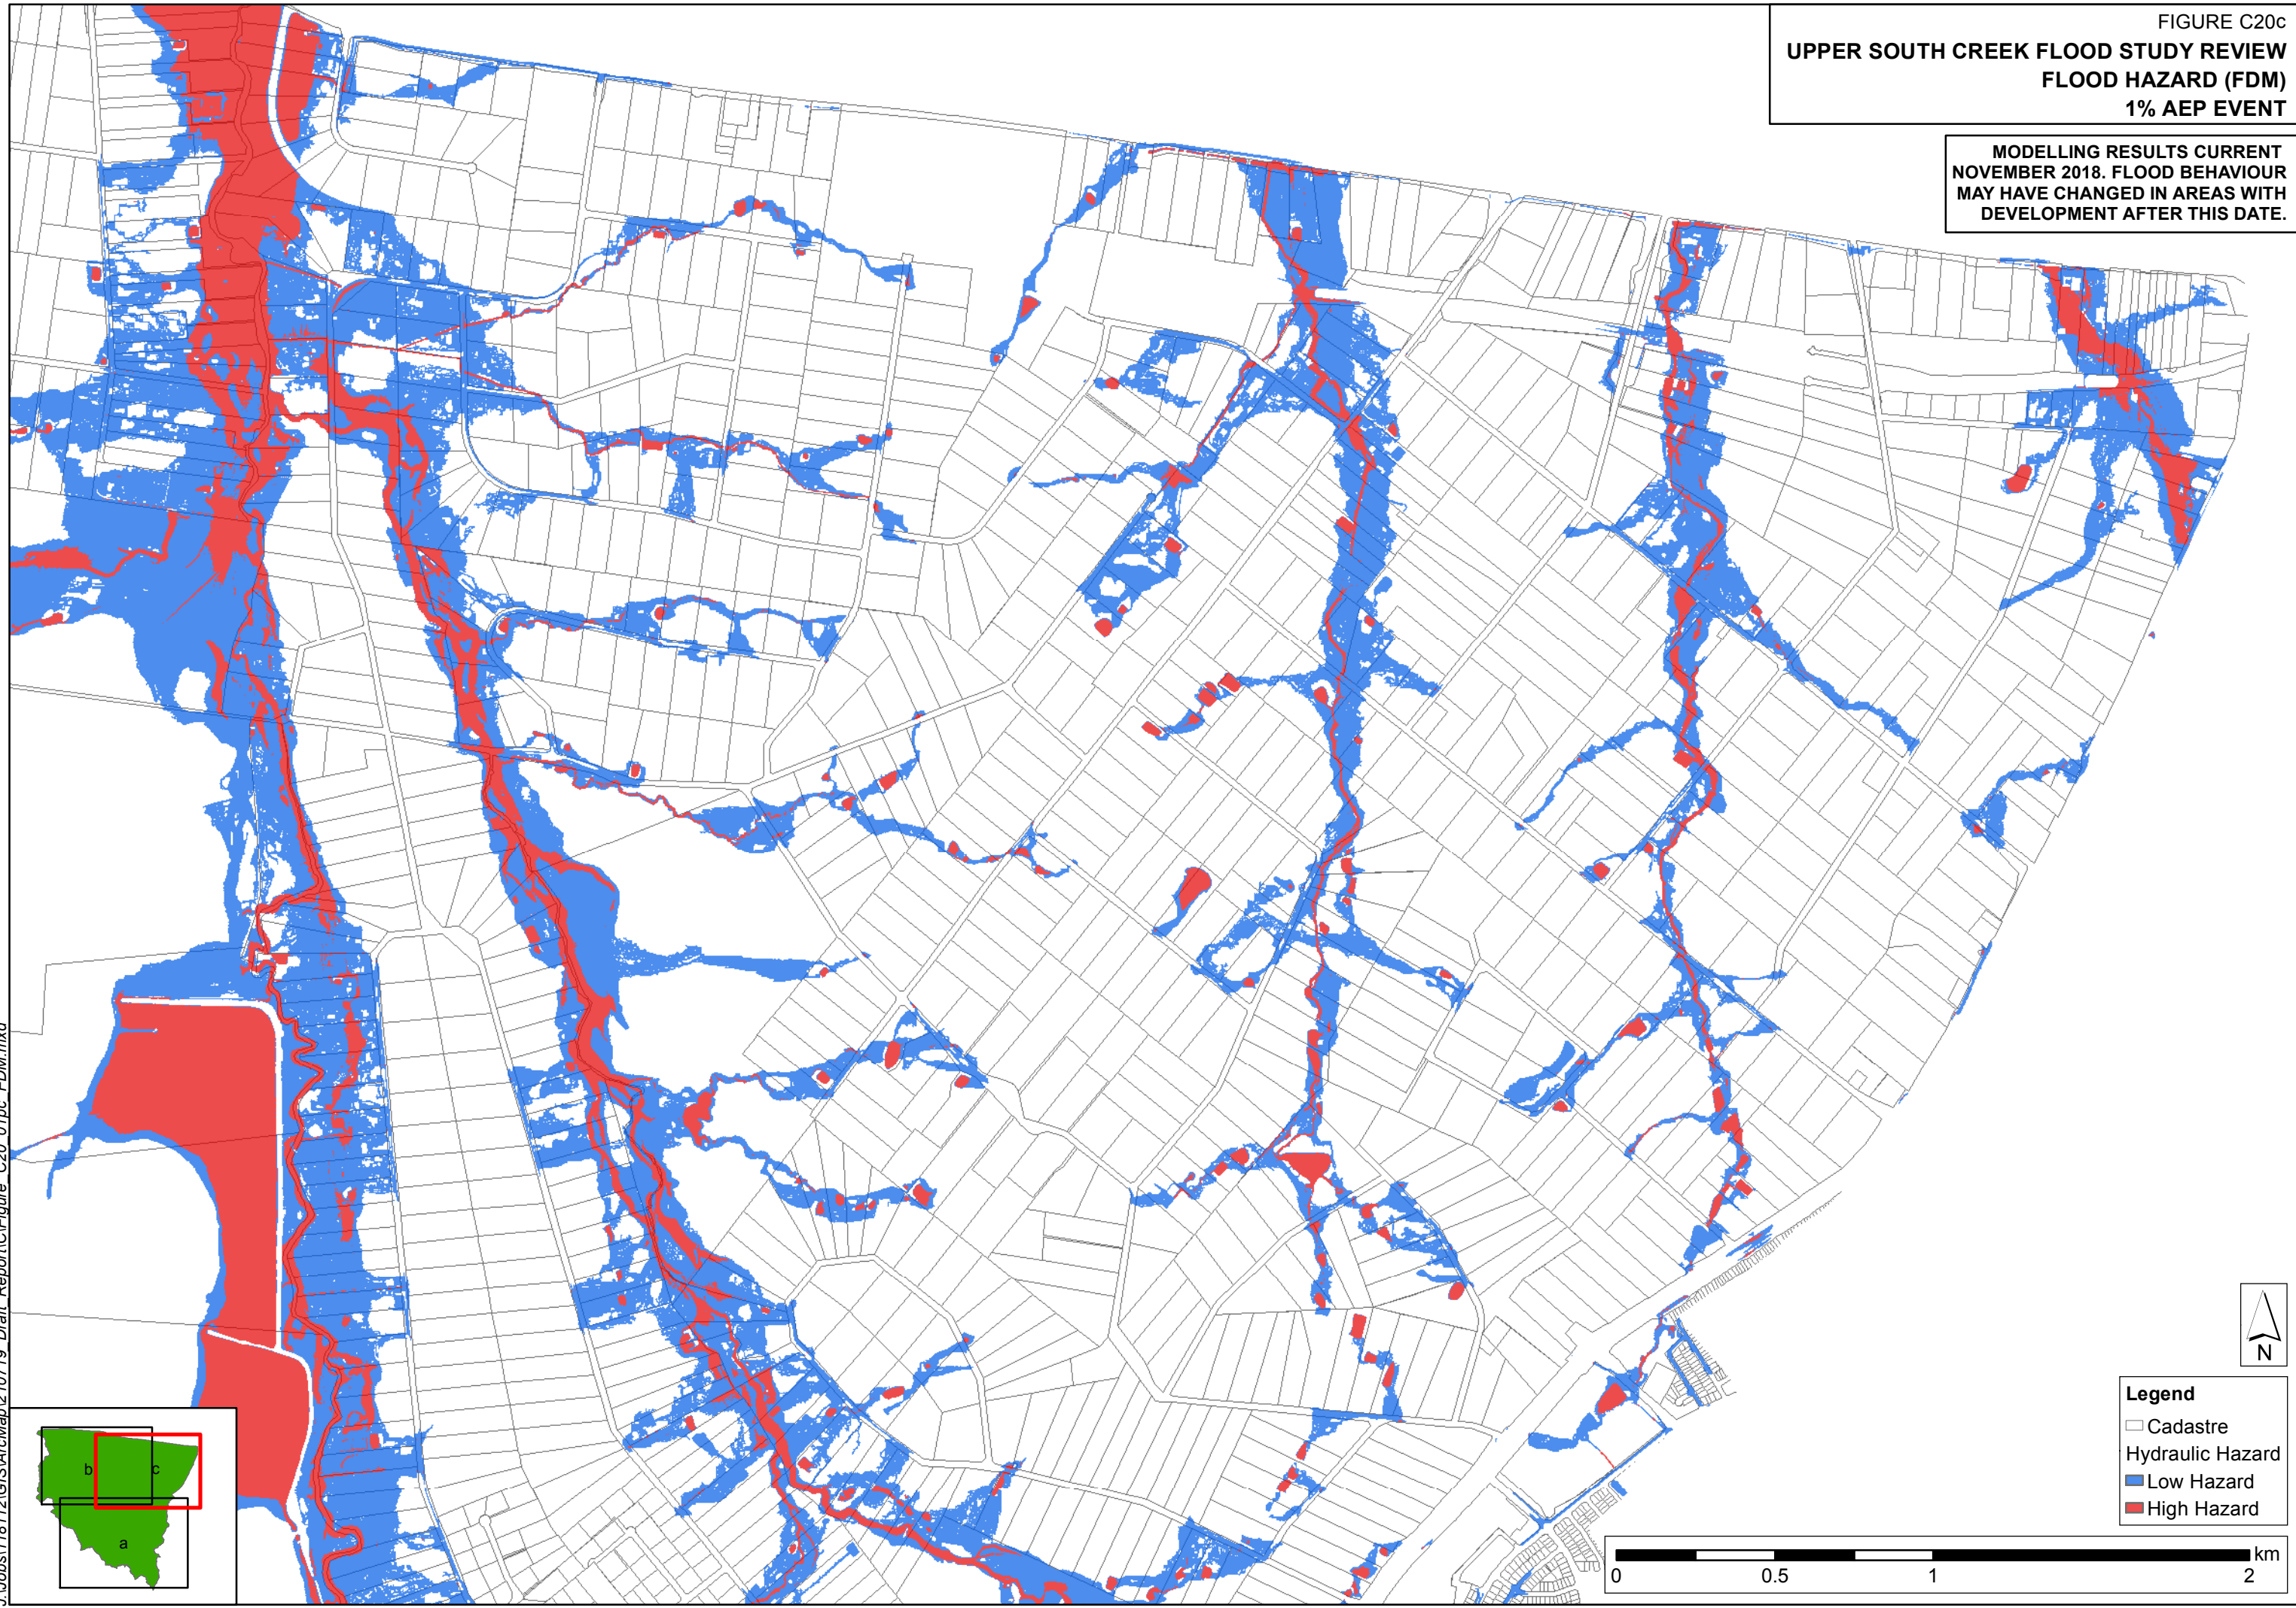 FIGURE C20c
UPPER SOUTH CREEK FLOOD STUDY REVIEW
FLOOD HAZARD (FDM)
1% AEP EVENT
MODELLING RESULTS CURRENT
NOVEMBER 2018. FLOOD BEHAVIOUR
MAY HAVE CHANGED IN AREAS WITH
DEVELOPMENT AFTER THIS DATE.
N
Legend
Cadastre
Hydraulic Hazard
Low Hazard
High Hazard
km
0 0.5 1 2
b c
a